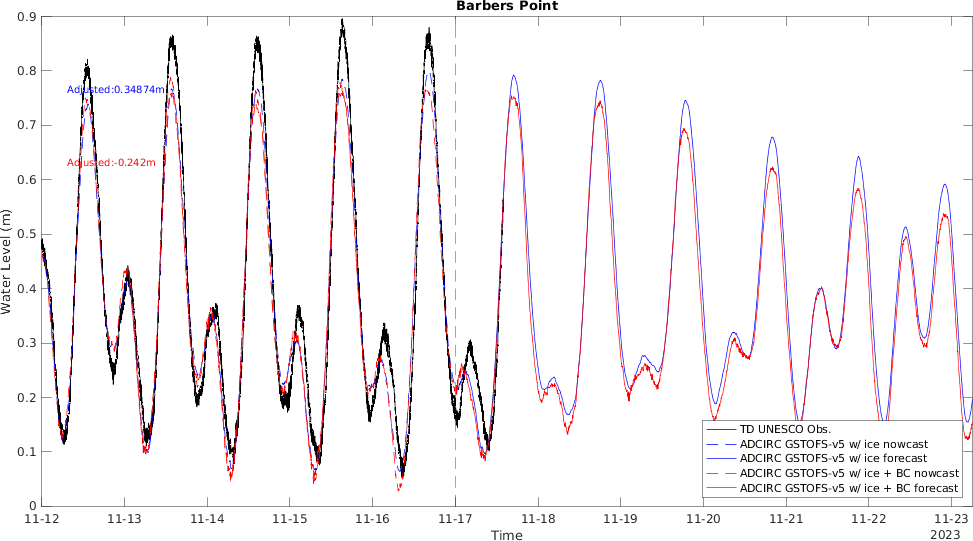 Barbers Point
0.9
0.8
0.7
0.6
0.5
0.4
0.3
0.2
0.1
0
Water Level (m)
Adjusted:0.34874m
Adjusted:-0.242m
TD UNESCO Obs.
ADCIRC GSTOFS-v5 w/ ice nowcast
ADCIRC GSTOFS-v5 w/ ice forecast
ADCIRC GSTOFS-v5 w/ ice + BC nowcast
ADCIRC GSTOFS-v5 w/ ice + BC forecast
11-12 11-13 11-14 11-15 11-16 11-17 11-18 11-19 11-20 11-21 11-22 11-23
Time
2023